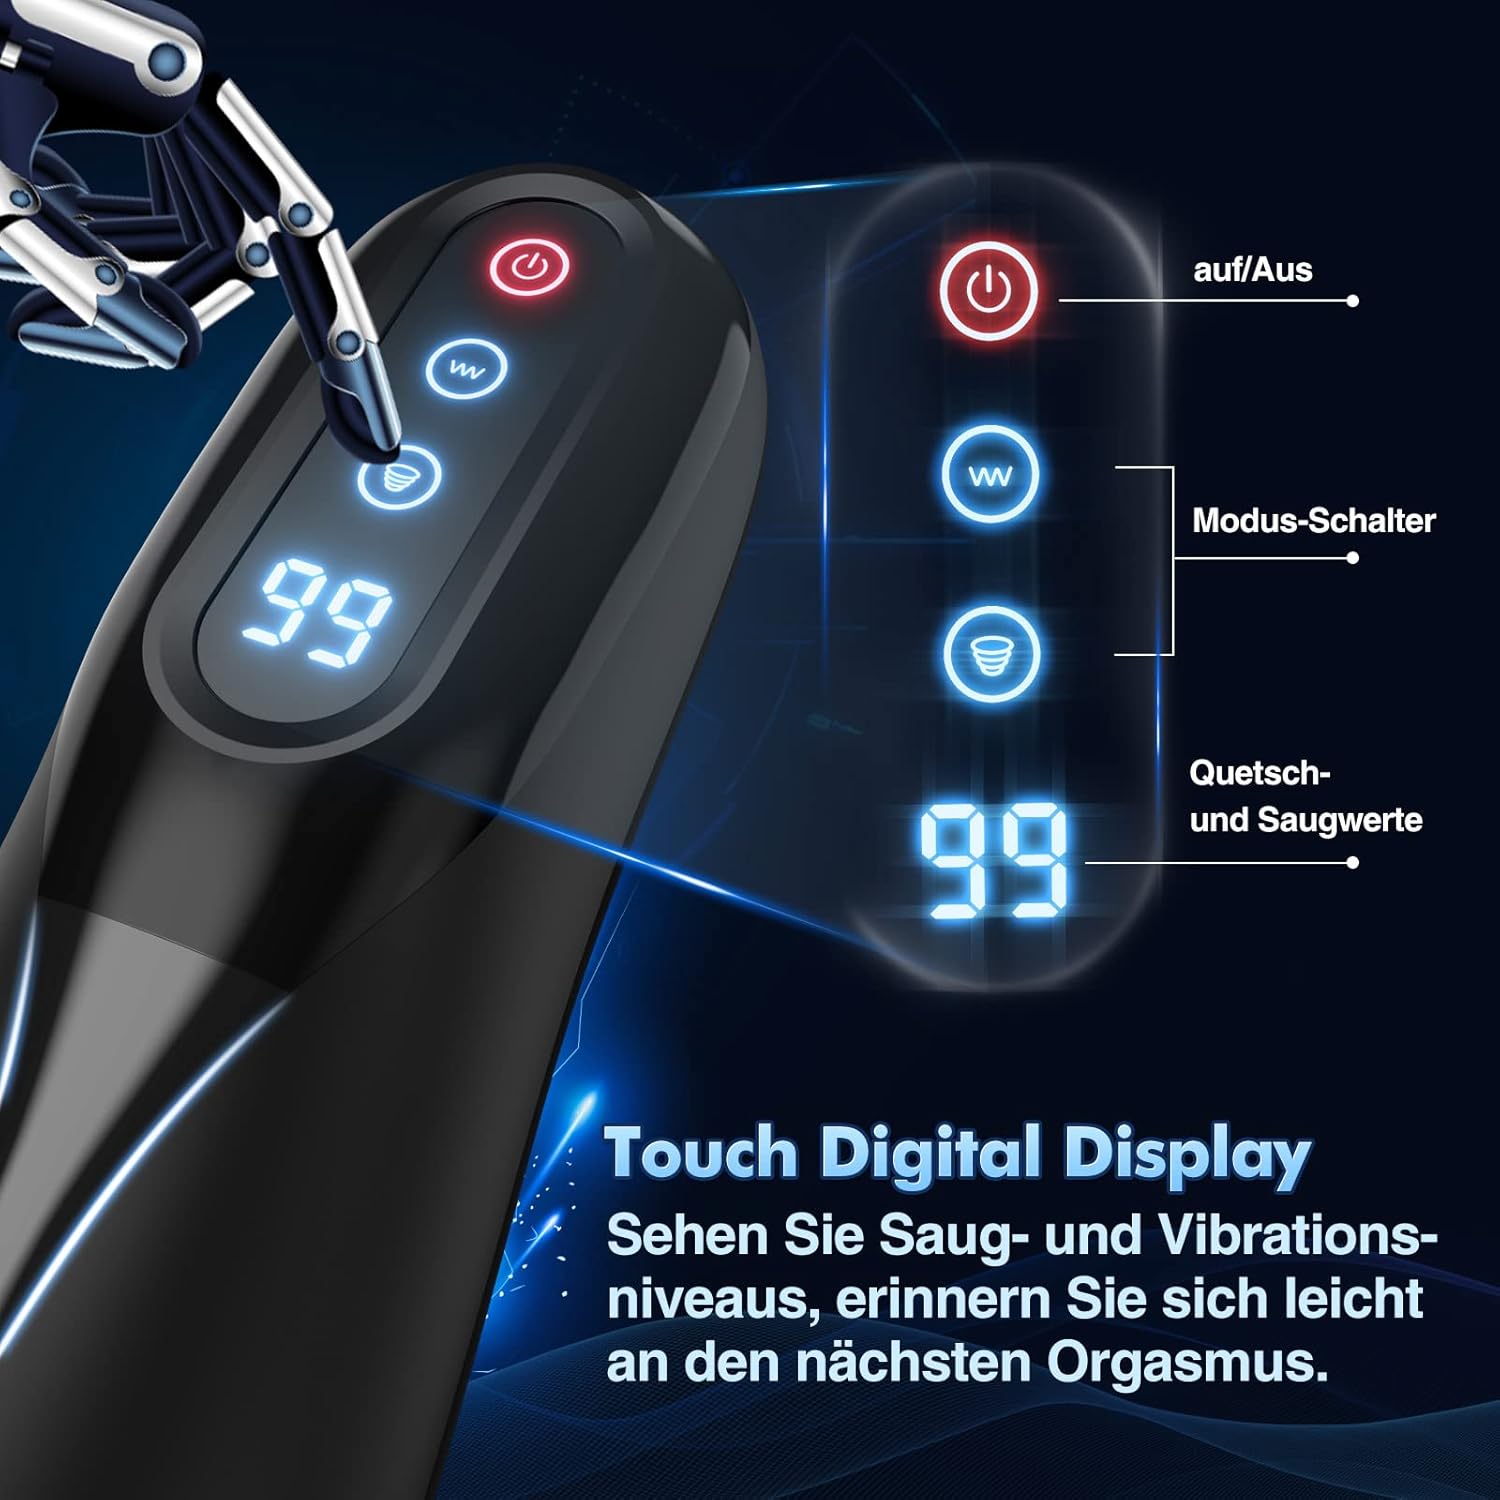 auf/Aus
Modus-Schalter
99
Quetsch-
und Saugwerte
99
Touch Digital Display
Sehen Sie Saug- und Vibrations-
niveaus, erinnern Sie sich leicht
an den nächsten Orgasmus.